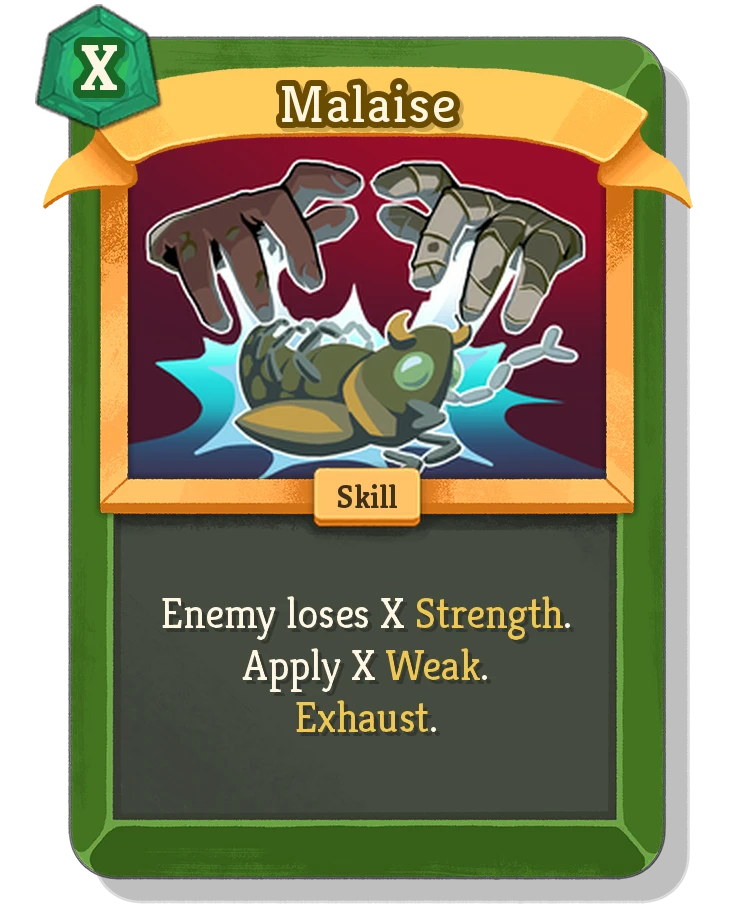 X
Malaise
Skill
Enemy loses X Strength.
Apply X Weak.
Exhaust.